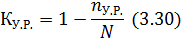 К_{У.Р.} = 1 − n_{У.Р.}/N (3.30)